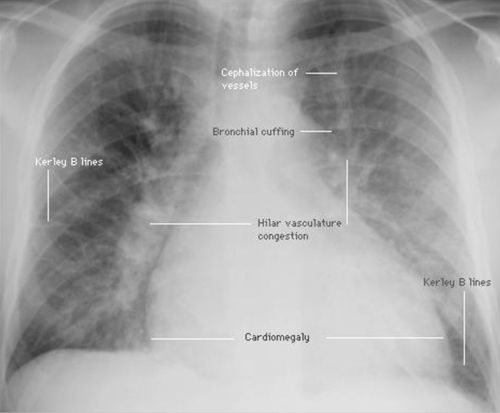 Cephalization of
vessels
Bronchial cuffing
Kerley B lines
Hilar vasculature
congestion
Kerley B lines
Cardiomegaly